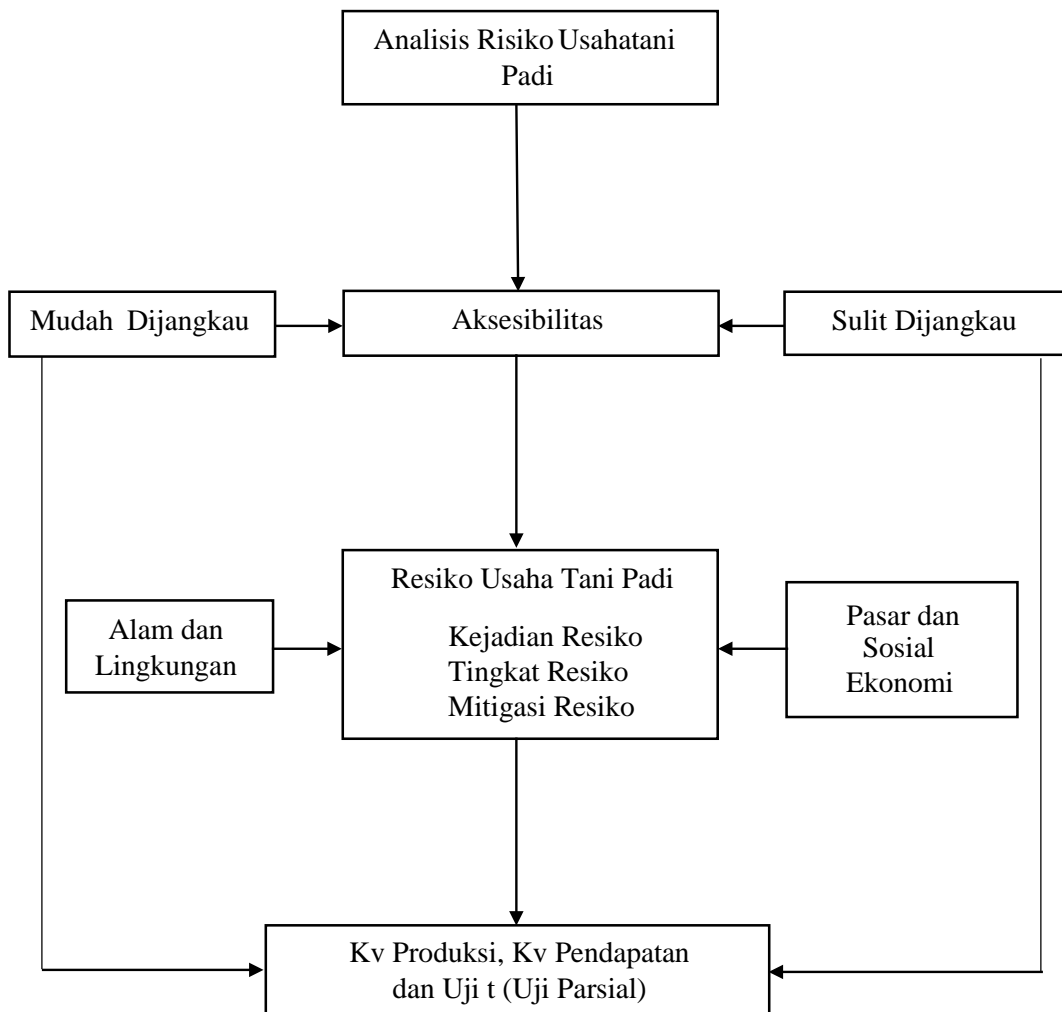 Analisis Risiko Usahatani
Padi
Mudah Dijangkau
Aksesibilitas
Sulit Dijangkau
Alam dan
Lingkungan
Resiko Usaha Tani Padi
Kejadian Resiko
Tingkat Resiko
Mitigasi Resiko
Pasar dan
Sosial
Ekonomi
Kv Produksi, Kv Pendapatan
dan Uji t (Uji Parsial)